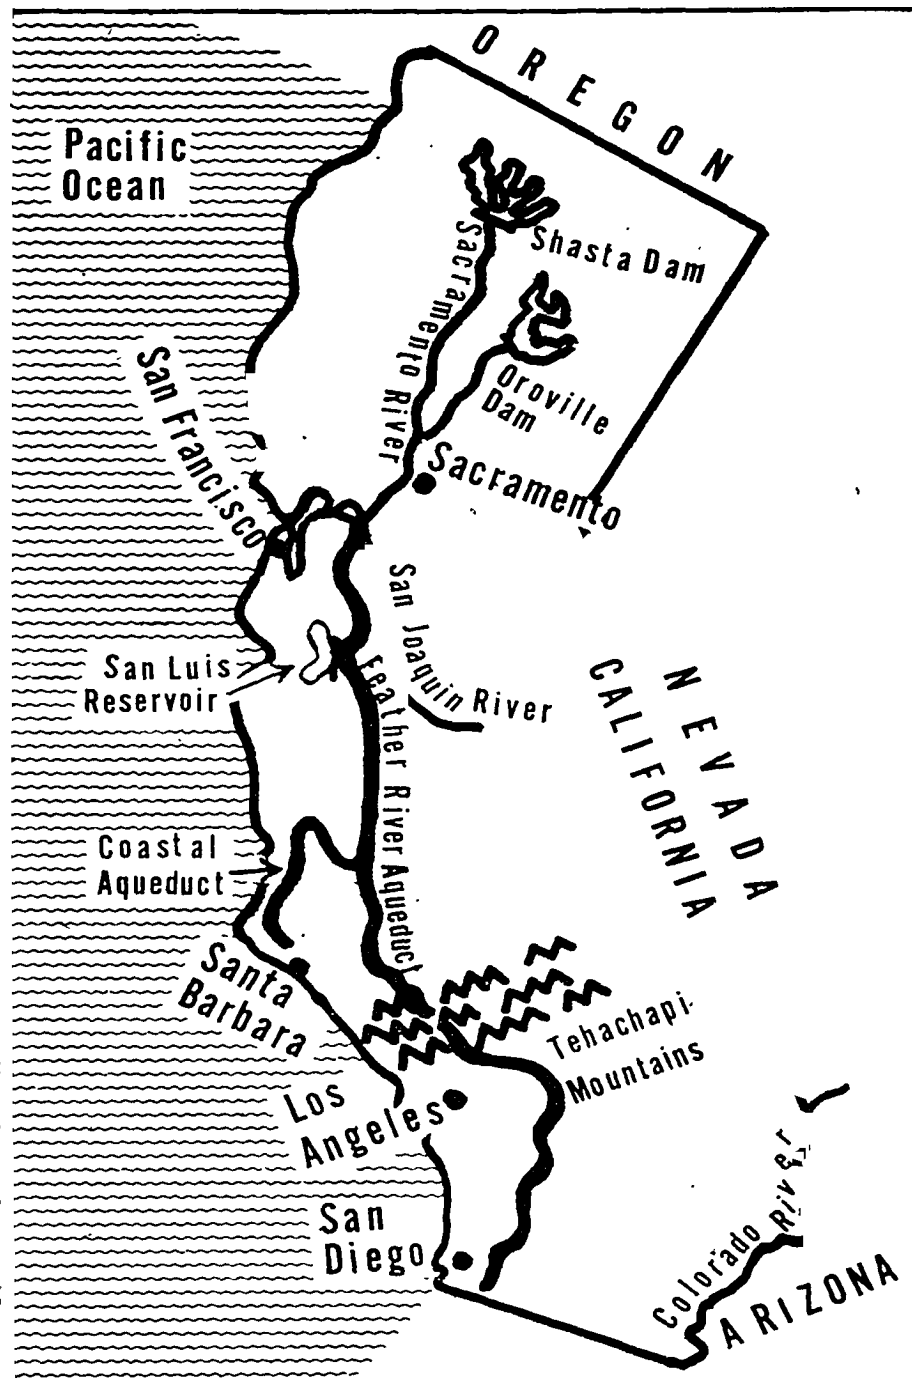 OREGON
Pacific
Ocean
Shasta Dam
Sacramento River
San Francisco
Oroville
Dam
Sacramento
San Joaquin River
San Luis
Reservoir
Feather River Aqueduct
NEVADA
CALIFORNIA
Coastal
Aqueduct
Santa
Barbara
Tehachapi
Mountains
Los
Angeles
San
Diego
Colorado River
ARIZONA